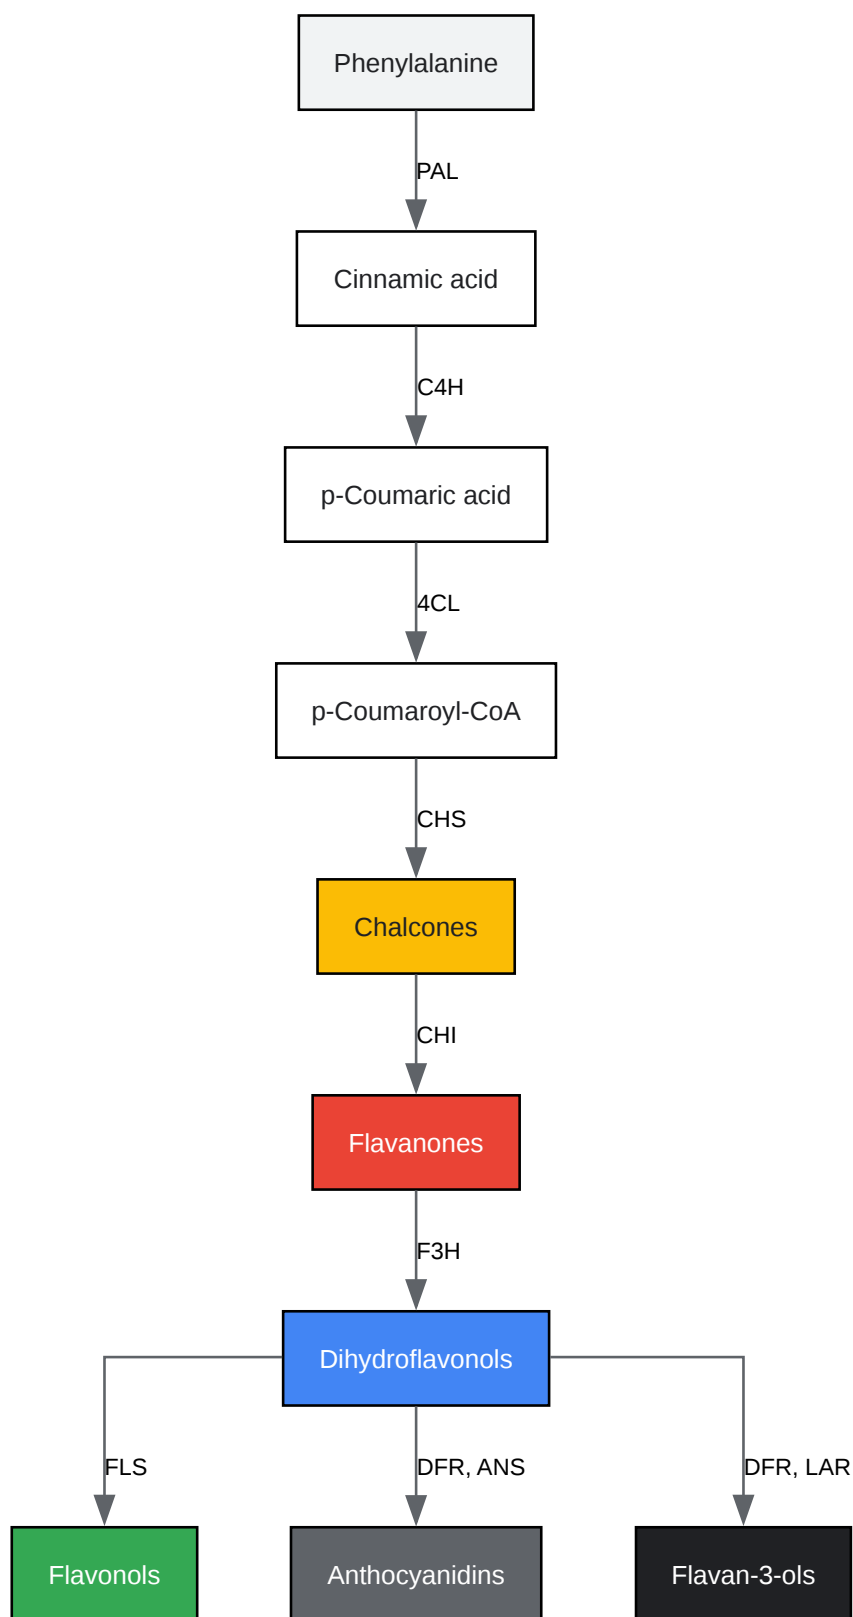 Phenylalanine
PAL
Cinnamic acid
C4H
p-Coumaric acid
4CL
p-Coumaroyl-CoA
CHS
Chalcones
CHI
Flavanones
F3H
Dihydroflavonols
FLS
DFR, ANS
DFR, LAR
Flavonols
Anthocyanidins
Flavan-3-ols